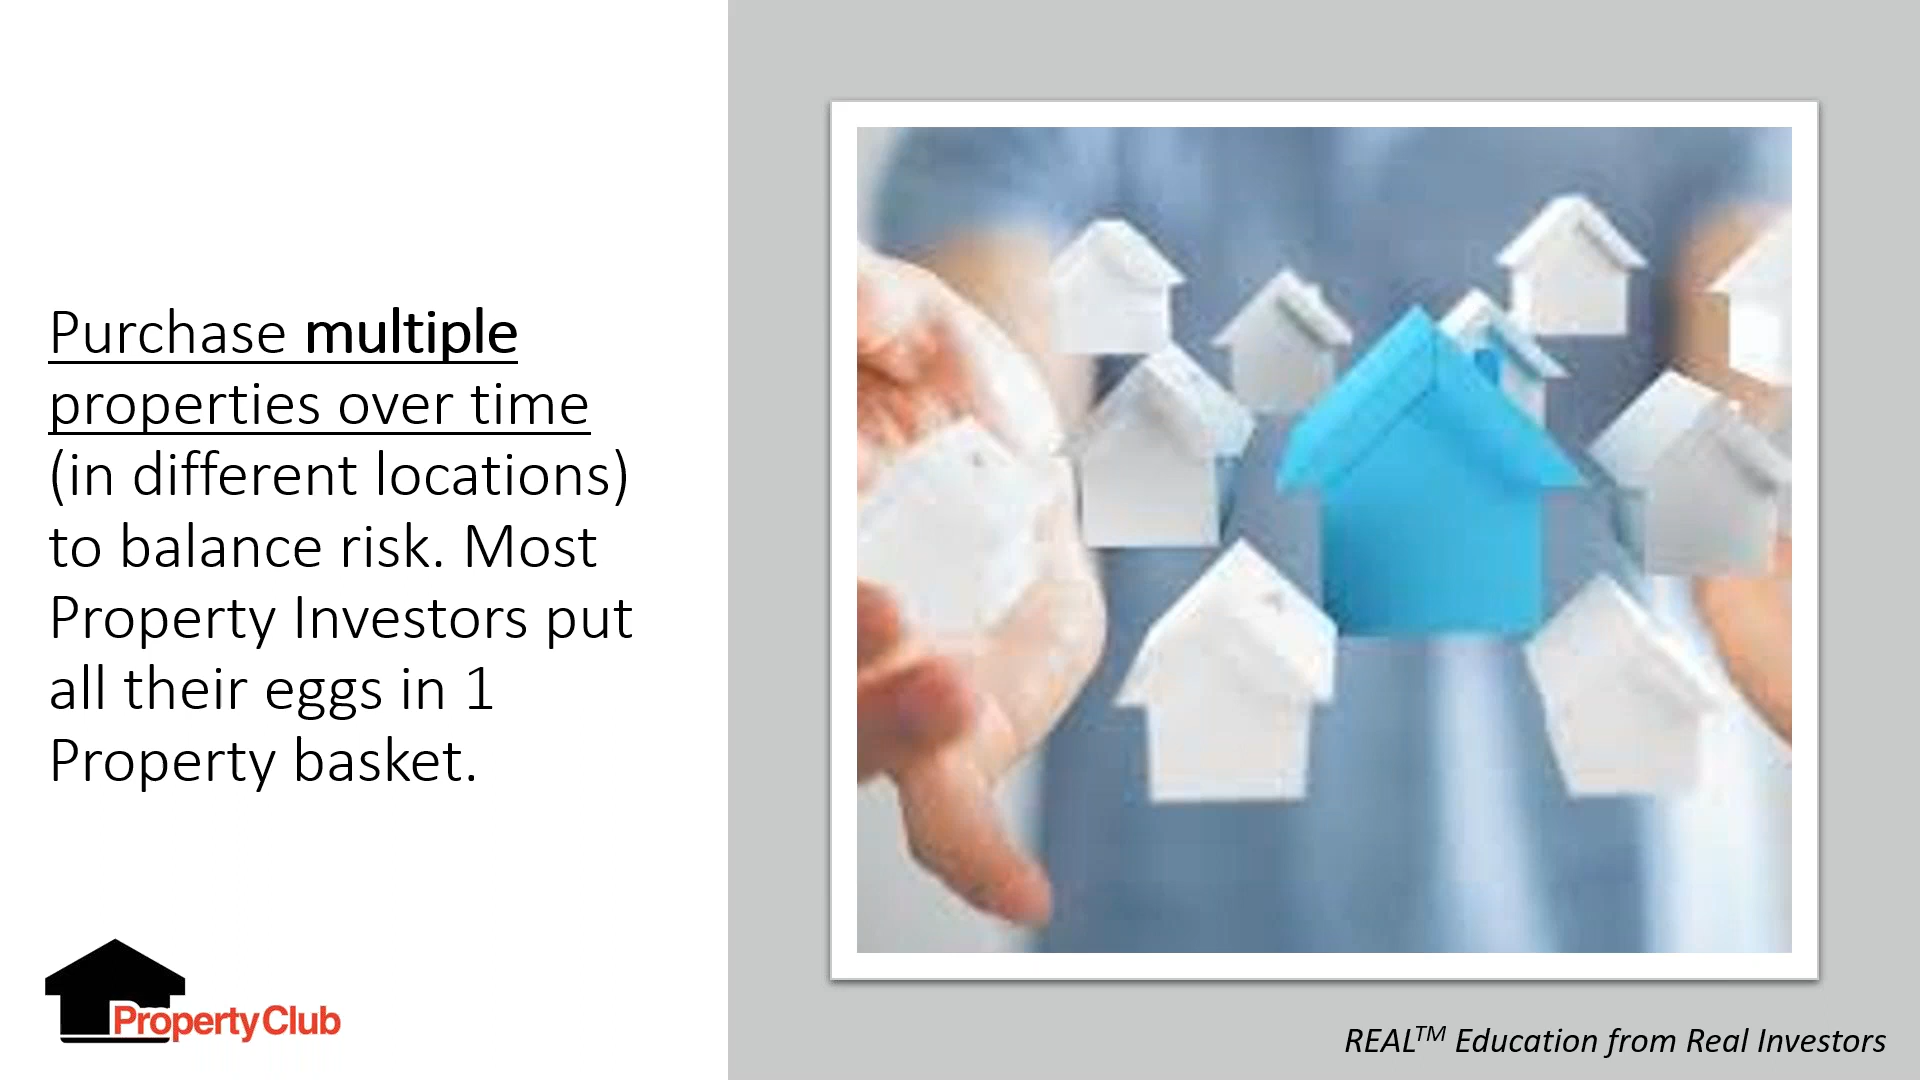 Purchase multiple
properties over time
(in different locations)
to balance risk. Most
Property Investors put
all their eggs in 1
Property basket.
PropertyClub
REAL™ Education from Real Investors